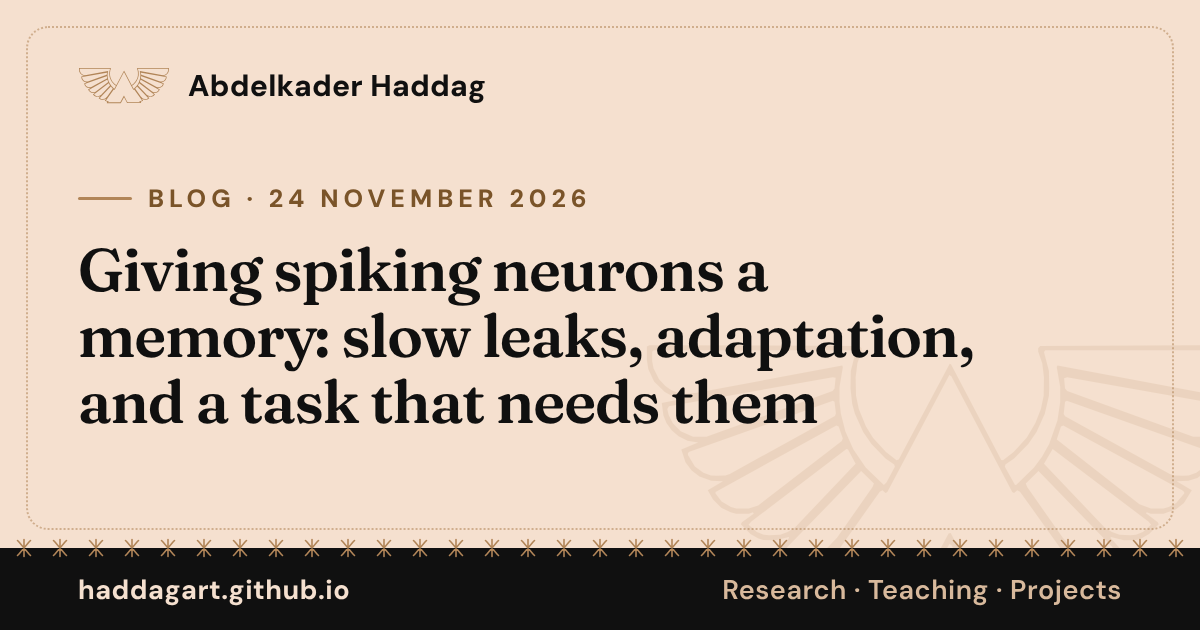 Abdelkader Haddag
BLOG · 24 NOVEMBER 2026
Giving spiking neurons a
memory: slow leaks, adaptation,
and a task that needs them
haddagart.github.io
Research · Teaching · Projects